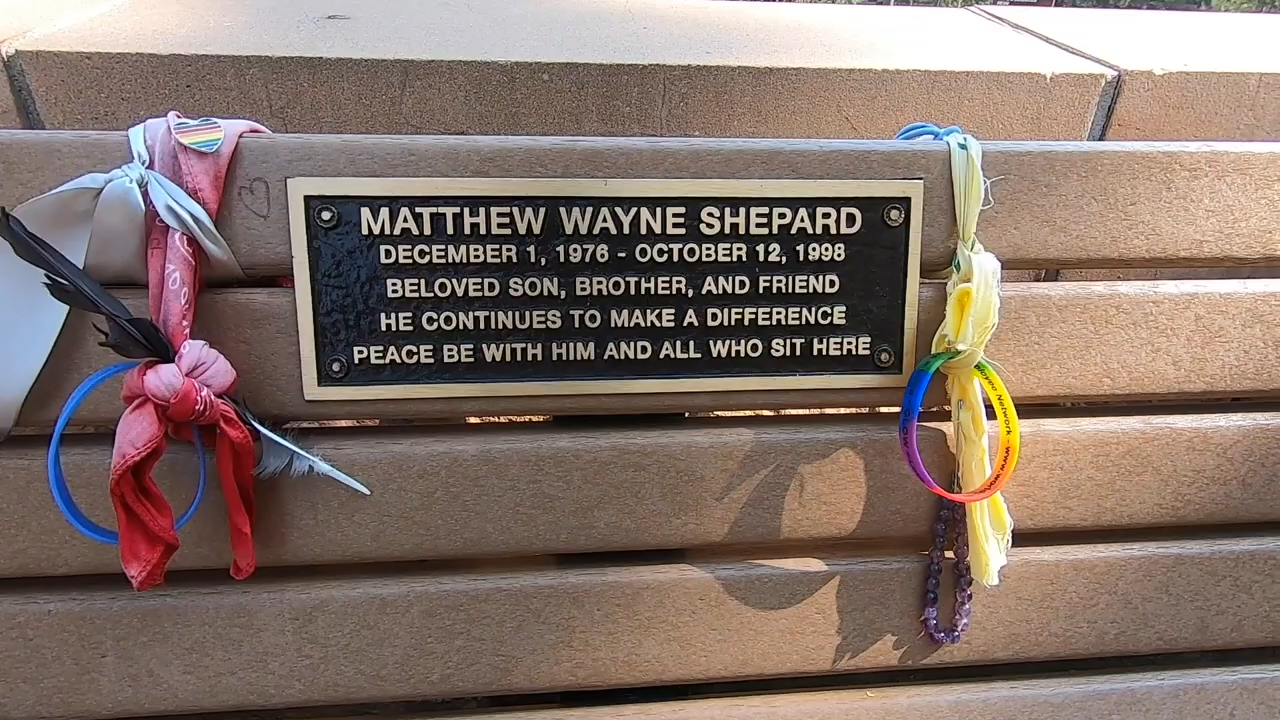 MATTHEW WAYNE SHEPARD
DECEMBER 1, 1976 - OCTOBER 12, 1998
BELOVED SON, BROTHER, AND FRIEND
HE CONTINUES TO MAKE A DIFFERENCE
PEACE BE WITH HIM AND ALL WHO SIT HERE
Network